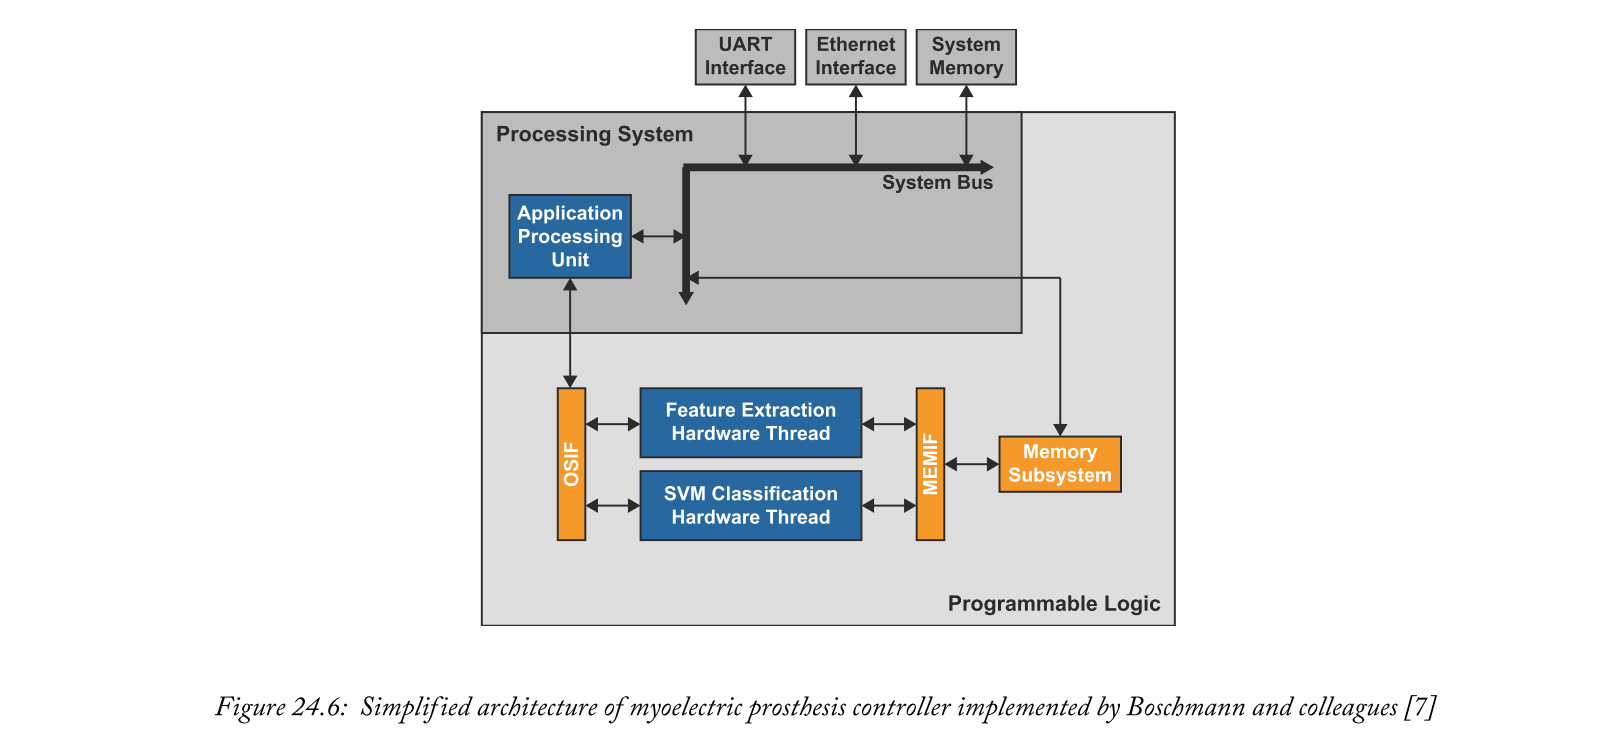 UART
Interface
Ethernet
Interface
System
Memory
Processing System
System Bus
Application
Processing
Unit
OSIF
Feature Extraction
Hardware Thread
SVM Classification
Hardware Thread
MEMIF
Memory
Subsystem
Programmable Logic
Figure 24.6: Simplified architecture of myoelectric prosthesis controller implemented by Boschmann and colleagues [7]